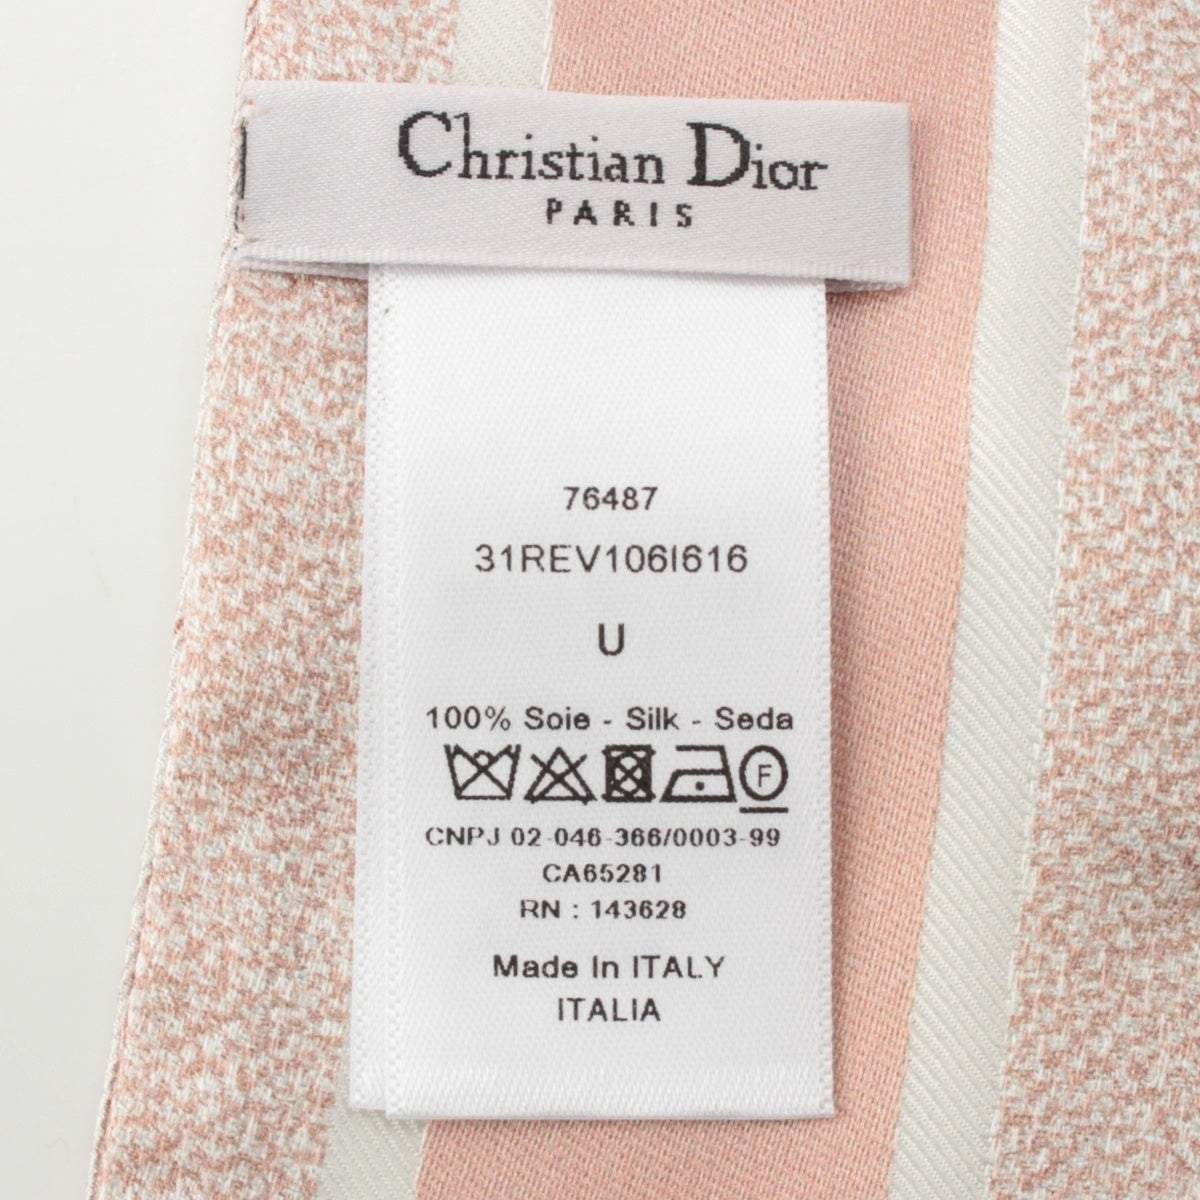 Christian Dior
PARIS
76487
31REV106I616
U
100% Soie - Silk - Seda
F
CNPJ 02-046-366/0003-99
CA65281
RN : 143628
Made In ITALY
ITALIA